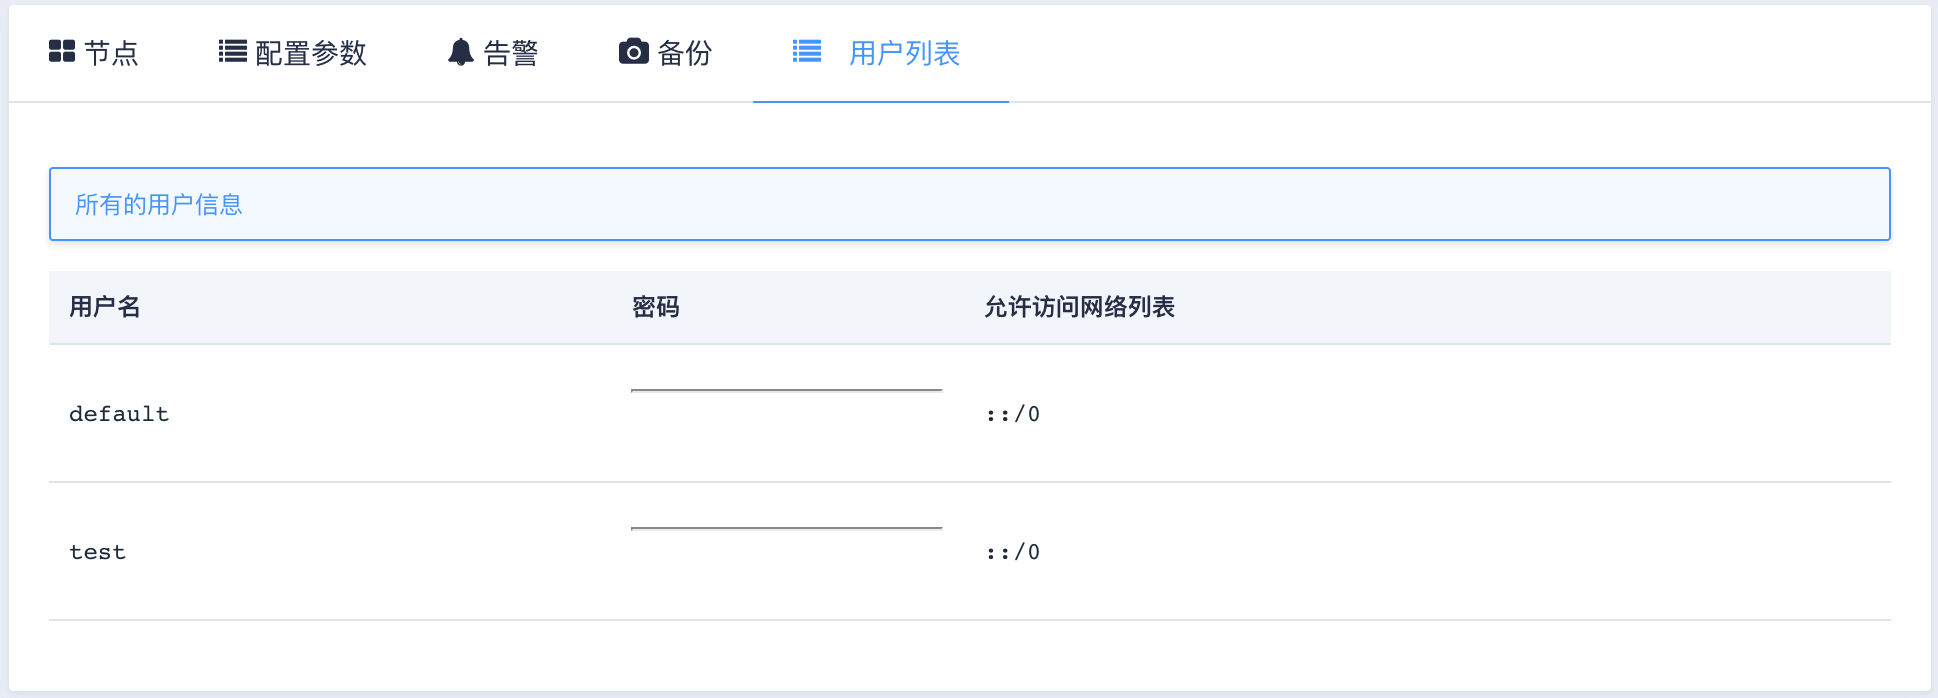 节点 配置参数 告警 备份 用户列表
所有的用户信息
用户名 密码 允许访问网络列表
default ::/0
test ::/0